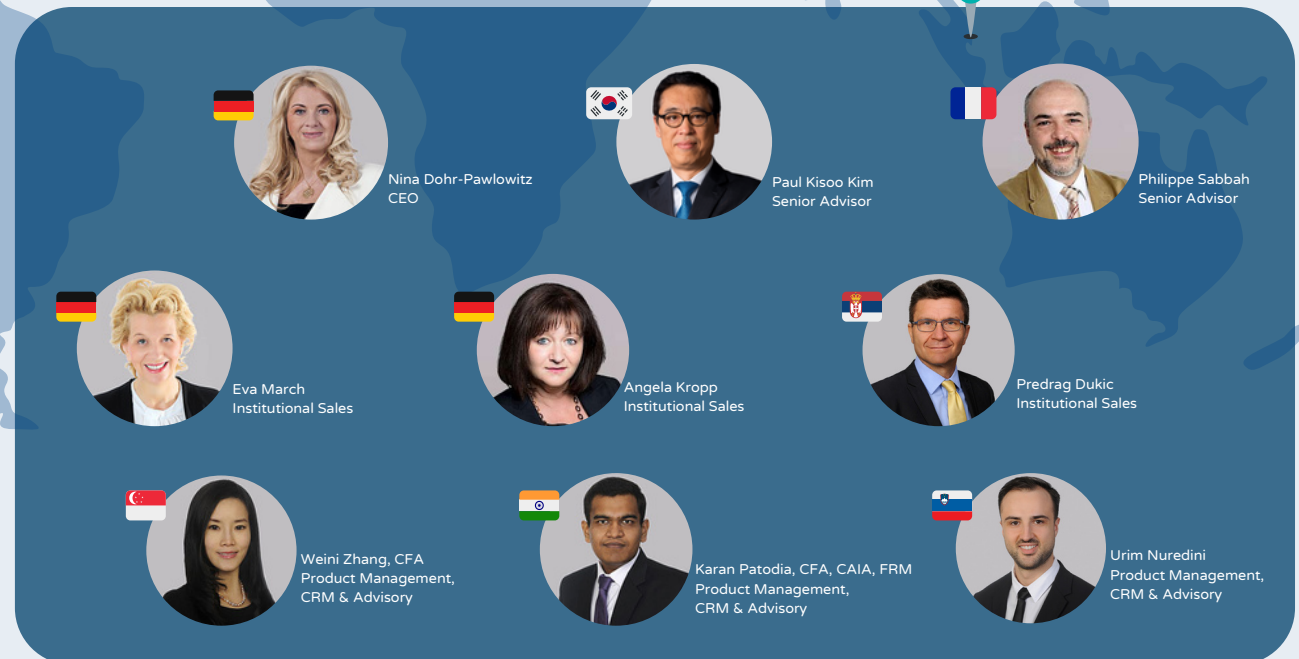 Nina Dohr-Pawlowitz
CEO
Paul Kisoo Kim
Senior Advisor
Philippe Sabbah
Senior Advisor
Eva March
Institutional Sales
Angela Kropp
Institutional Sales
Predrag Dukic
Institutional Sales
Weini Zhang, CFA
Product Management,
CRM & Advisory
Karan Patodia, CFA, CAIA, FRM
Product Management,
CRM & Advisory
Urim Nuredini
Product Management,
CRM & Advisory